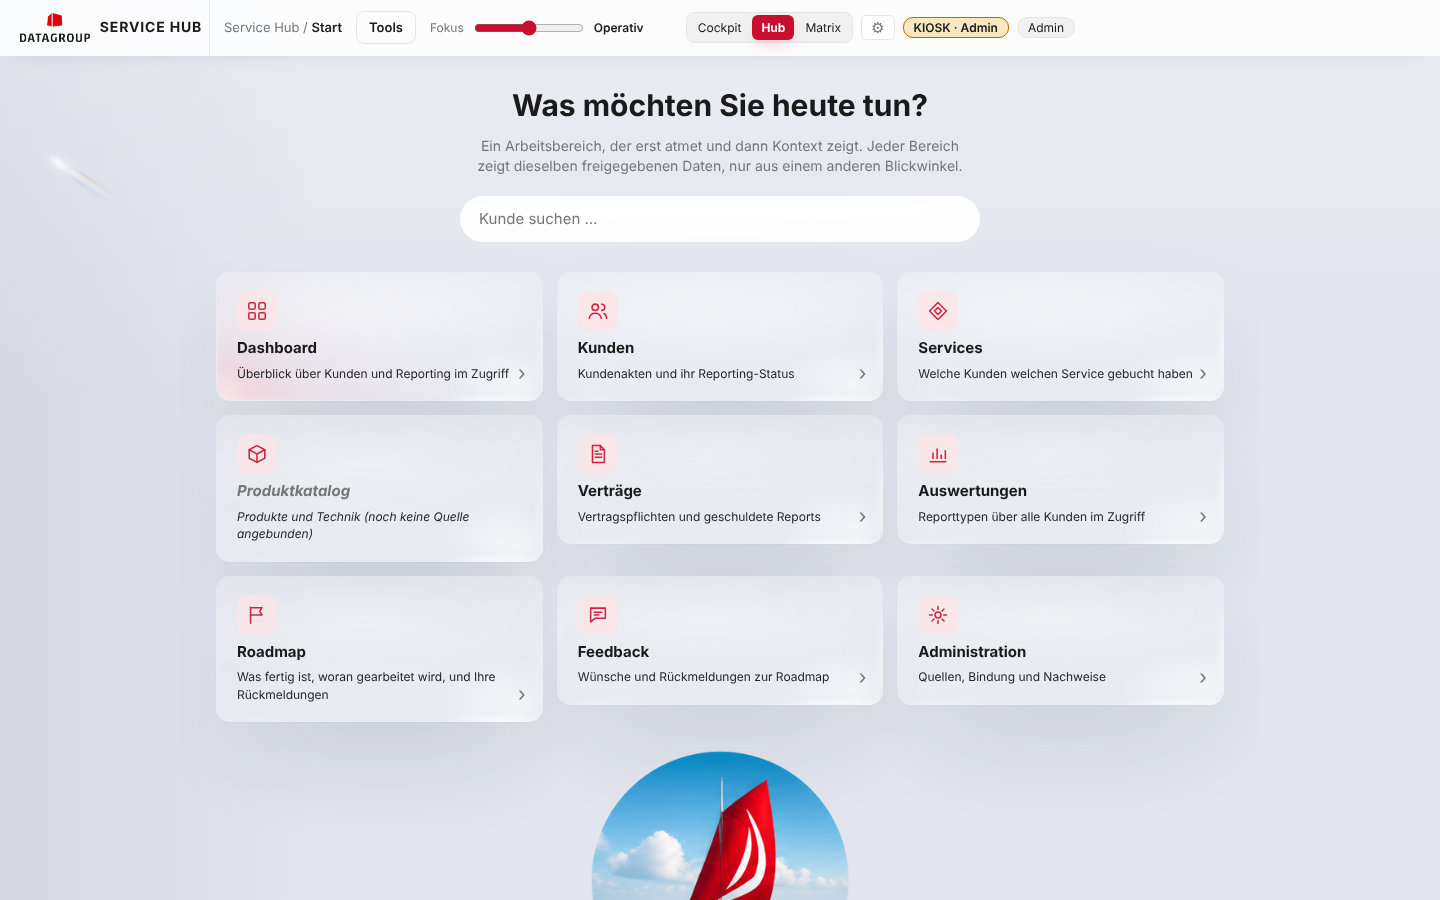 DATAGROUP
SERVICE HUB
Service Hub / Start
Tools
Fokus
Operativ
Cockpit
Hub
Matrix
KIOSK · Admin
Admin
Was möchten Sie heute tun?
Ein Arbeitsbereich, der erst atmet und dann Kontext zeigt. Jeder Bereich
zeigt dieselben freigegebenen Daten, nur aus einem anderen Blickwinkel.
Kunde suchen ...
Dashboard
Überblick über Kunden und Reporting im Zugriff
Kunden
Kundenakten und ihr Reporting-Status
Services
Welche Kunden welchen Service gebucht haben
Produktkatalog
Produkte und Technik (noch keine Quelle
angebunden)
Verträge
Vertragspflichten und geschuldete Reports
Auswertungen
Reporttypen über alle Kunden im Zugriff
Roadmap
Was fertig ist, woran gearbeitet wird, und Ihre
Rückmeldungen
Feedback
Wünsche und Rückmeldungen zur Roadmap
Administration
Quellen, Bindung und Nachweise